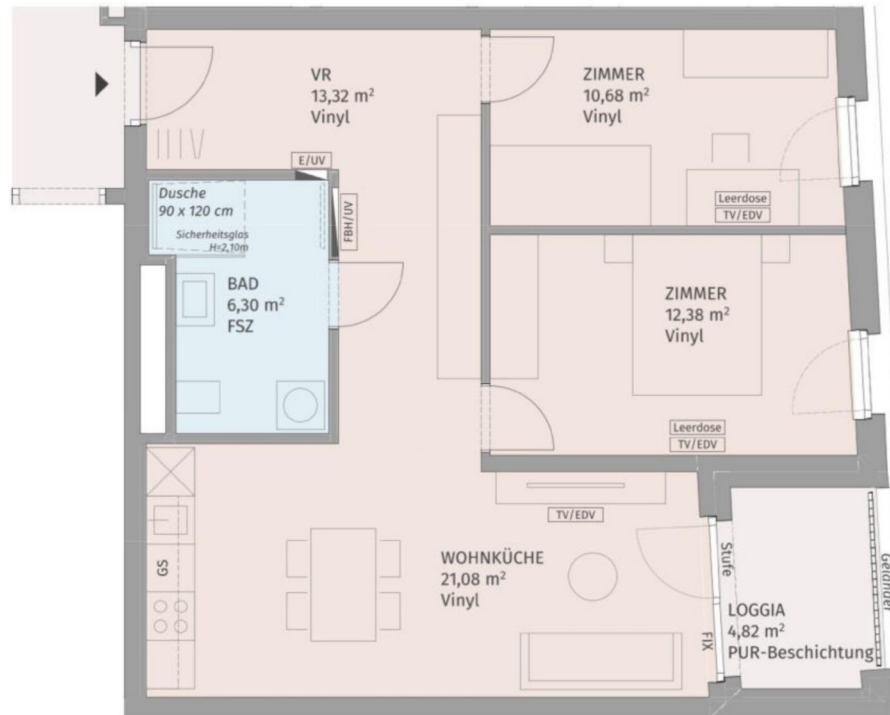 VR
13,32 m²
Vinyl
ZIMMER
10,68 m²
Vinyl
E/UV
Dusche
90 x 120 cm
Sicherheitsglas
H=2,10m
FBH/UV
Leerdose
TV/EDV
BAD
6,30 m²
FSZ
ZIMMER
12,38 m²
Vinyl
Leerdose
TV/EDV
TV/EDV
GS
WOHNKÜCHE
21,08 m²
Vinyl
Stufe
FIX
LOGGIA
4,82 m²
PUR-Beschichtung
Geländer